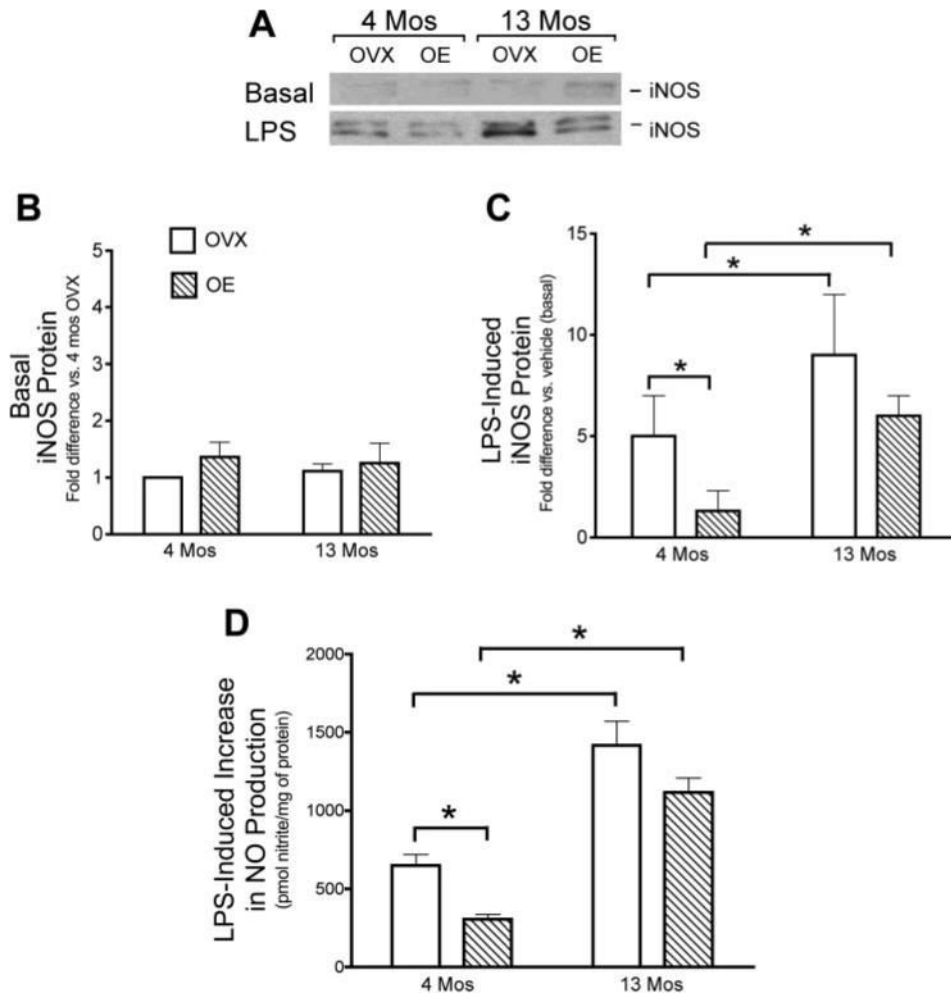 A
4 Mos 13 Mos
OVX OE OVX OE
Basal – iNOS
LPS – iNOS
B
OVX
OE
Basal
iNOS Protein
Fold difference vs. 4 mos OVX
5
4
3
2
1
0
4 Mos 13 Mos
C
LPS-Induced
iNOS Protein
Fold difference vs. vehicle (basal)
15
10
5
0
*
*
*
4 Mos 13 Mos
D
LPS-Induced Increase
in NO Production
(pmol nitrite/mg of protein)
2000
1500
1000
500
0
*
*
*
4 Mos 13 Mos